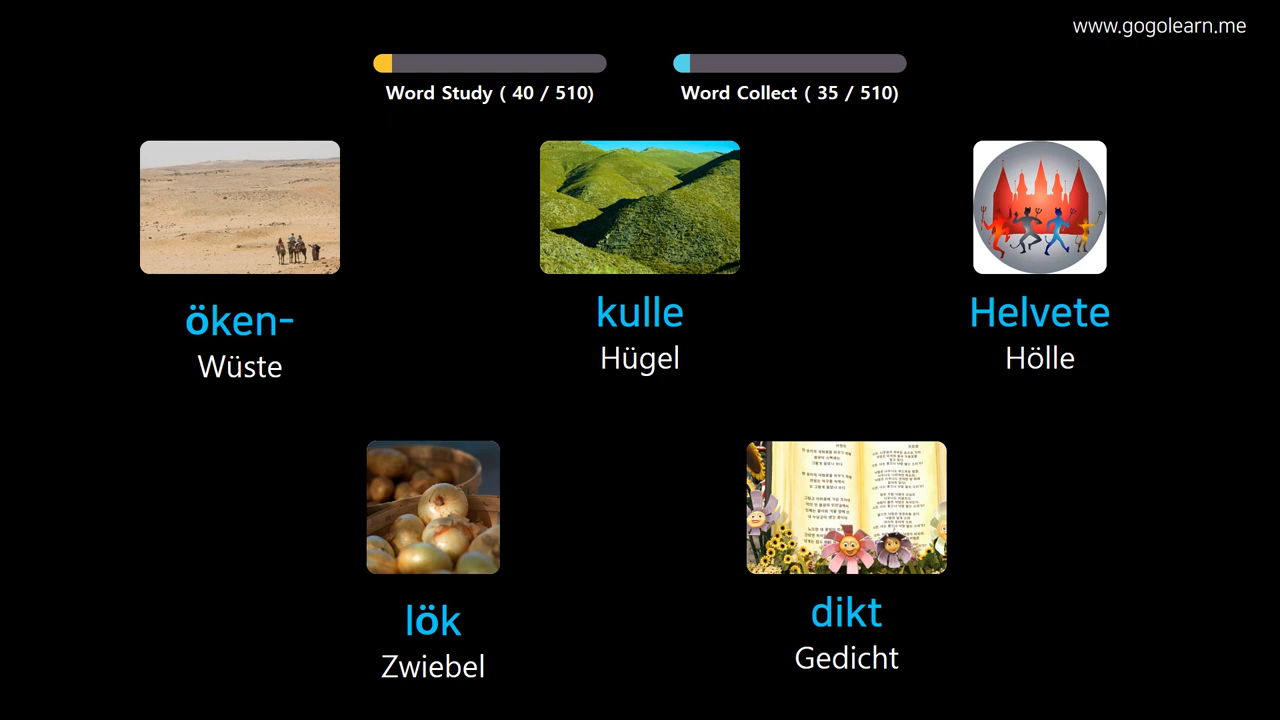 www.gogolearn.me
Word Study ( 40 / 510)
Word Collect ( 35 / 510)
öken-
Wüste
kulle
Hügel
Helvete
Hölle
lök
Zwiebel
dikt
Gedicht